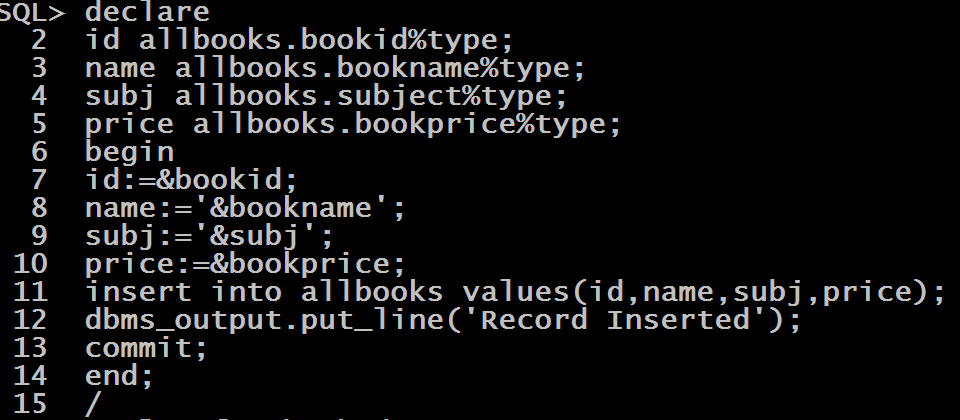 SQL> declare
2 id allbooks.bookid%type;
3 name allbooks.bookname%type;
4 subj allbooks.subject%type;
5 price allbooks.bookprice%type;
6 begin
7 id:=&bookid;
8 name:='&bookname';
9 subj:='&subj';
10 price:=&bookprice;
11 insert into allbooks values(id,name,subj,price);
12 dbms_output.put_line('Record Inserted');
13 commit;
14 end;
15 /